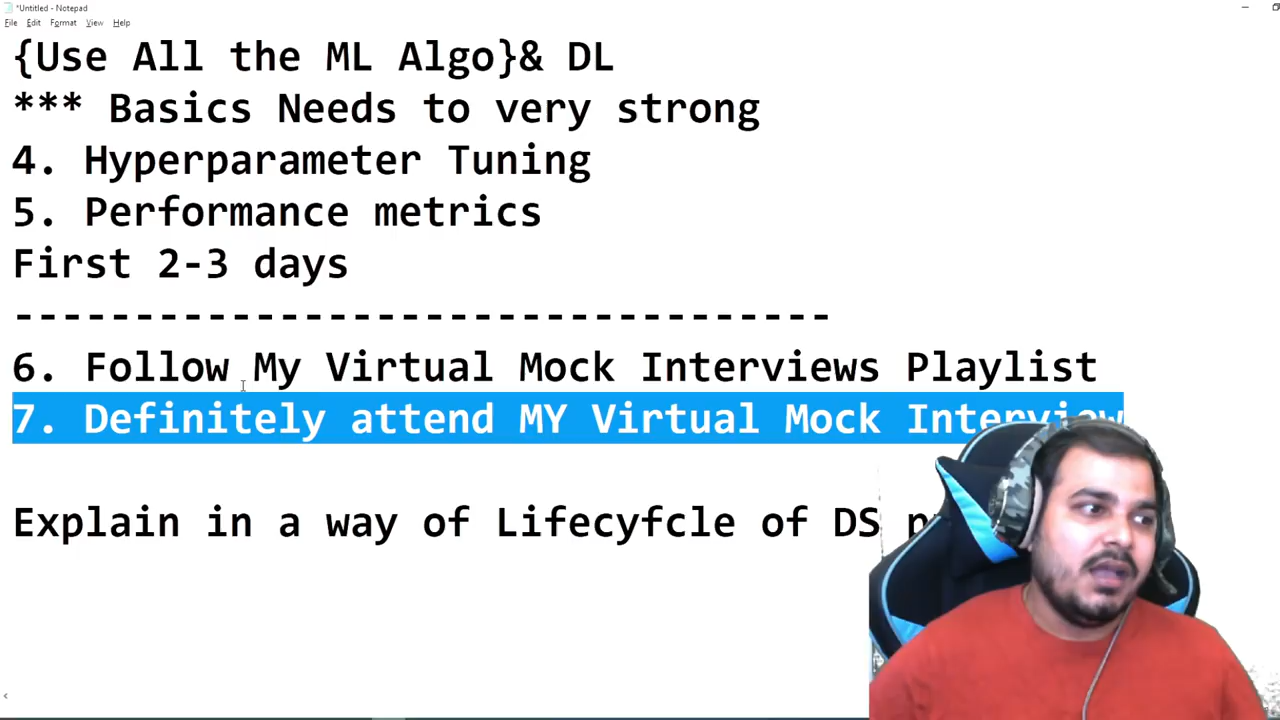 *Untitled - Notepad
File Edit Format View Help
{Use All the ML Algo}& DL
*** Basics Needs to very strong
4. Hyperparameter Tuning
5. Performance metrics
First 2-3 days
----------------------------------
6. Follow My Virtual Mock Interviews Playlist
7. Definitely attend MY Virtual Mock Interview
Explain in a way of Lifecyfcle of DS